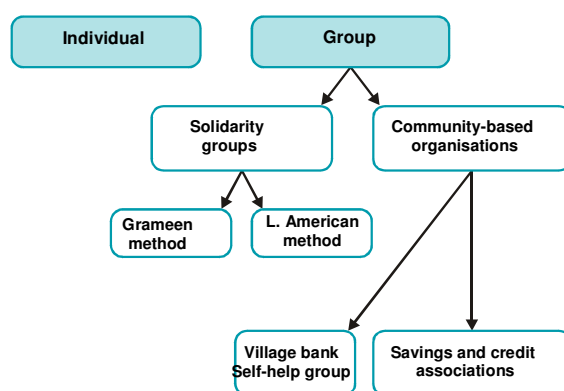 Individual
Group
Solidarity
groups
Community-based
organisations
Grameen
method
L. American
method
Village bank
Self-help group
Savings and credit
associations